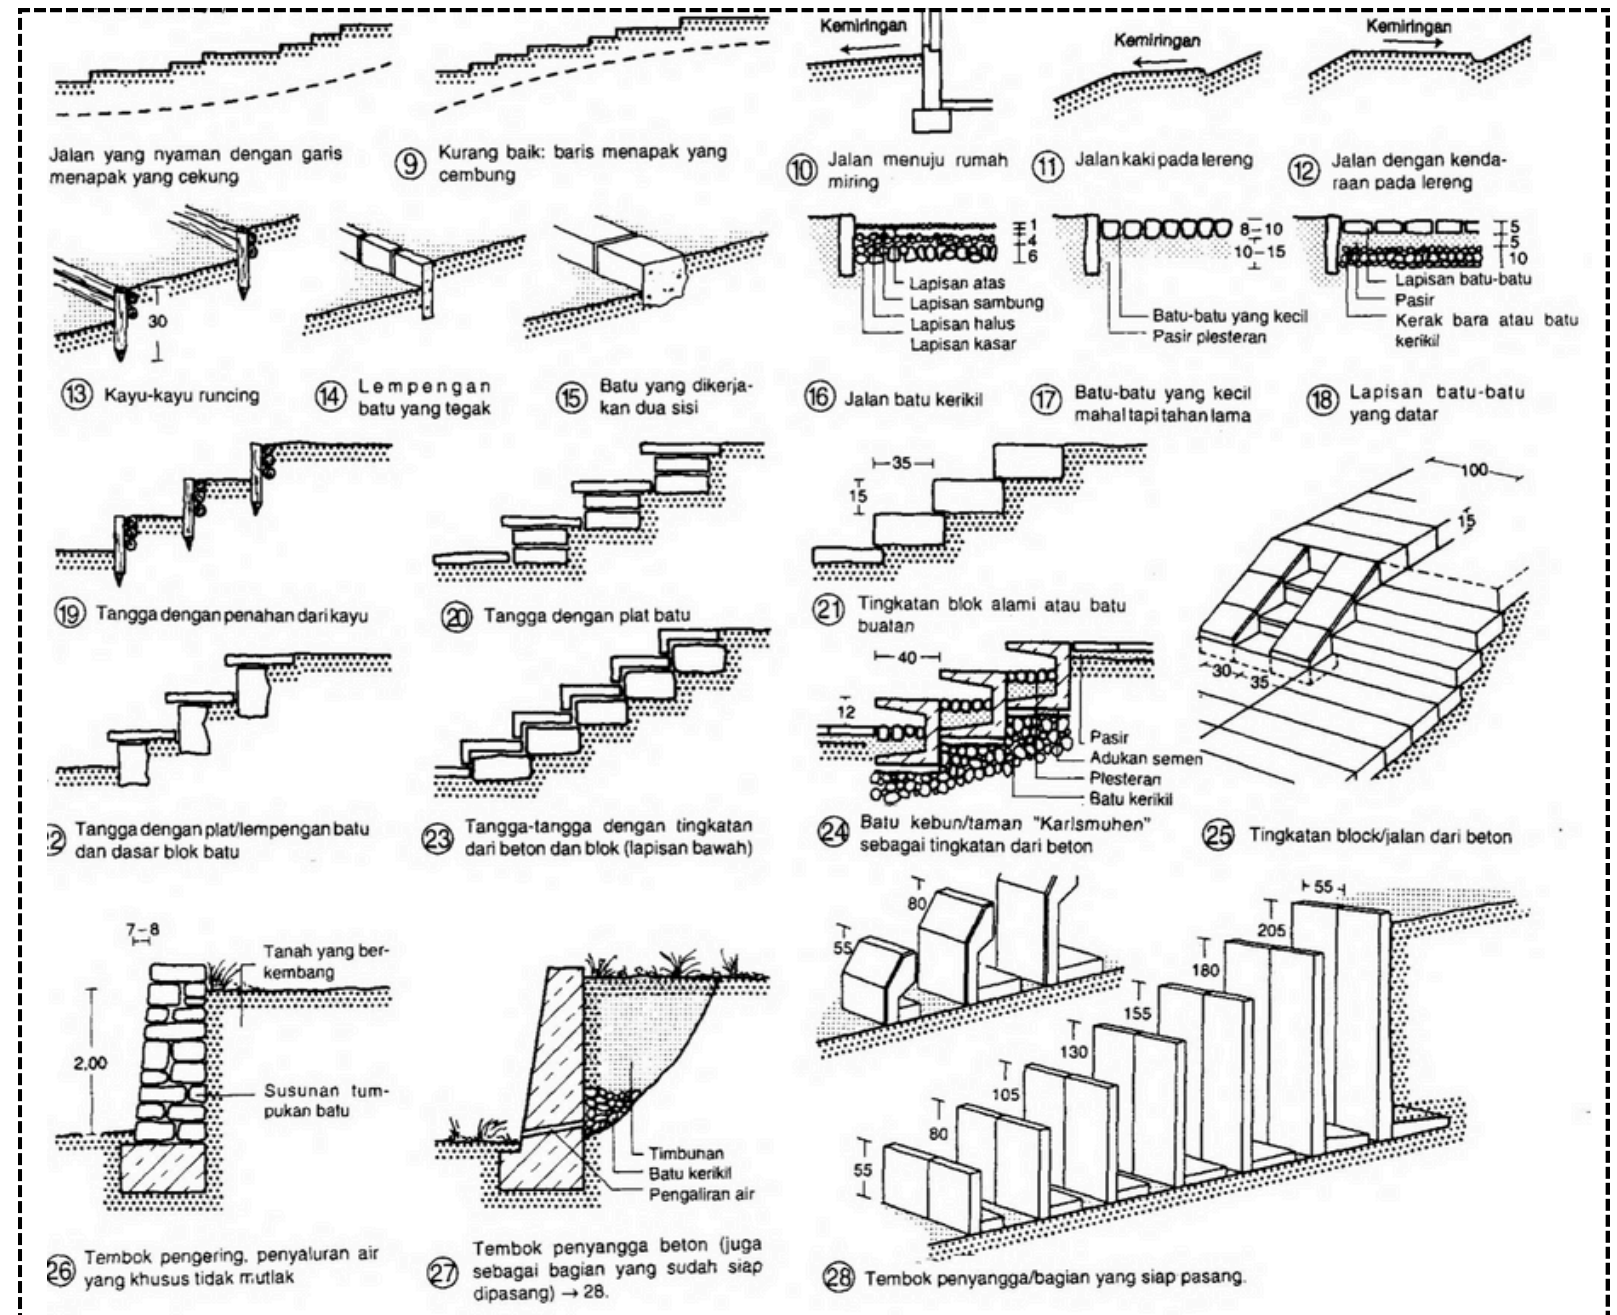 Jalan yang nyaman dengan garis
menapak yang cekung
9 Kurang baik: baris menapak yang
cembung
Kemiringan
10 Jalan menuju rumah
miring
Kemiringan
11 Jalan kaki pada lereng
Kemiringan
12 Jalan dengan kenda-
raan pada lereng
30
13 Kayu-kayu runcing
14 Lempengan
batu yang tegak
15 Batu yang dikerja-
kan dua sisi
1
4
6
Lapisan atas
Lapisan sambung
Lapisan halus
Lapisan kasar
16 Jalan batu kerikil
8–10
10–15
Batu-batu yang kecil
Pasir plesteran
17 Batu-batu yang kecil
mahal tapi tahan lama
5
5
10
Lapisan batu-batu
Pasir
Kerak bara atau batu
kerikil
18 Lapisan batu-batu
yang datar
19 Tangga dengan penahan dari kayu
20 Tangga dengan plat batu
35
15
21 Tingkatan blok alami atau batu
buatan
22 Tangga dengan plat/lempengan batu
dan dasar blok batu
23 Tangga-tangga dengan tingkatan
dari beton dan blok (lapisan bawah)
40
12
Pasir
Adukan semen
Plesteran
Batu kerikil
24 Batu kebun/taman "Karlsmuhen"
sebagai tingkatan dari beton
100
15
30
35
25 Tingkatan block/jalan dari beton
7–8
Tanah yang ber-
kembang
2,00
Susunan tum-
pukan batu
26 Tembok pengering, penyaluran air
yang khusus tidak mutlak
Timbunan
Batu kerikil
Pengaliran air
27 Tembok penyangga beton (juga
sebagai bagian yang sudah siap
dipasang) → 28.
55
80
55
80
105
130
155
180
205
55
28 Tembok penyangga/bagian yang siap pasang.